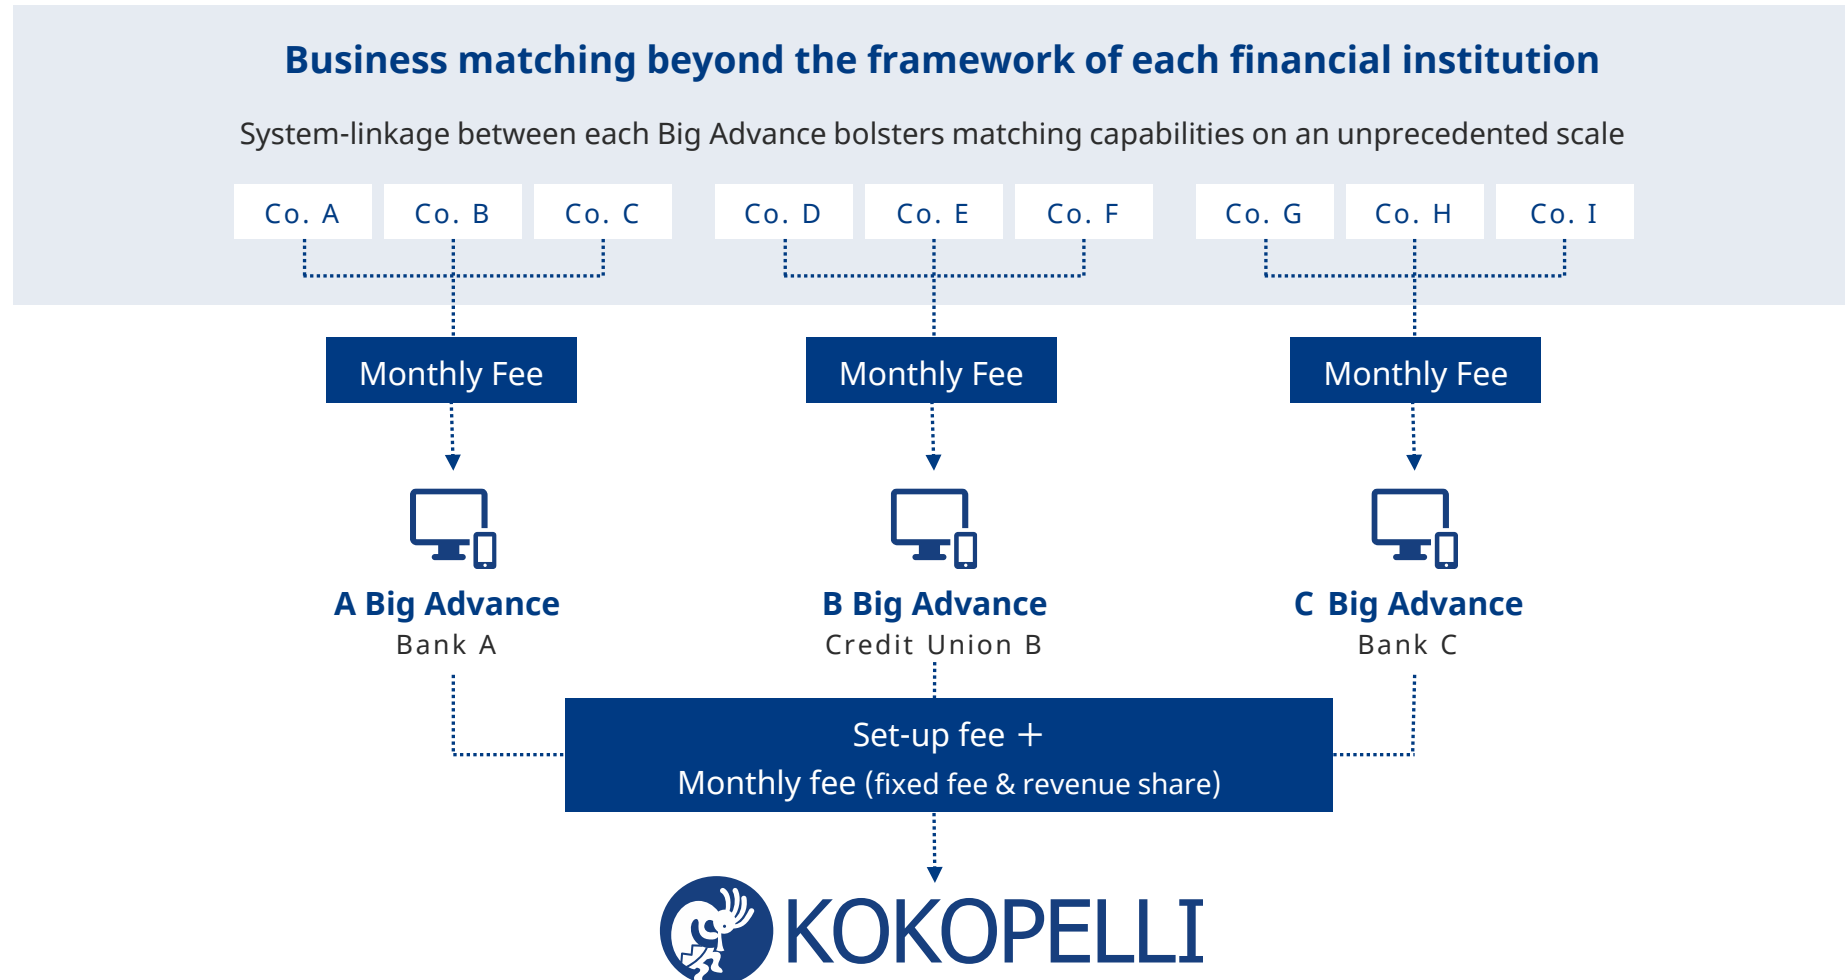 Business matching beyond the framework of each financial institution
System-linkage between each Big Advance bolsters matching capabilities on an unprecedented scale
Co. A Co. B Co. C Co. D Co. E Co. F Co. G Co. H Co. I
Monthly Fee Monthly Fee Monthly Fee
A Big Advance B Big Advance C Big Advance
Bank A Credit Union B Bank C
Set-up fee +
Monthly fee (fixed fee & revenue share)
KOKOPELLI